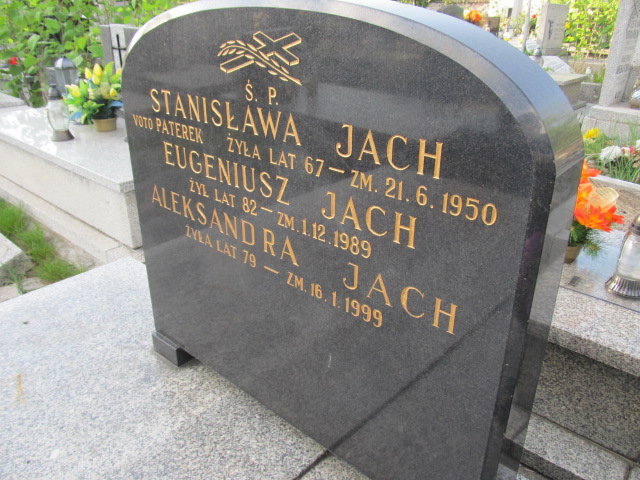 Ś. P.
STANISŁAWA JACH
VOTO PATEREK ŻYŁA LAT 67 – ZM. 21. 6. 1950
EUGENIUSZ JACH
ŻYŁ LAT 82 – ZM. 1. 12. 1989
ALEKSANDRA JACH
ŻYŁA LAT 79 – ZM. 16. 1. 1999